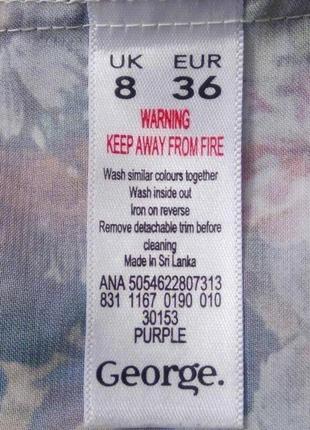 UK EUR
8 36
WARNING
KEEP AWAY FROM FIRE
Wash similar colours together
Wash inside out
Iron on reverse
Remove detachable trim before
cleaning
Made in Sri Lanka
ANA 5054622807313
831 1167 0190 010
30153
PURPLE
George.